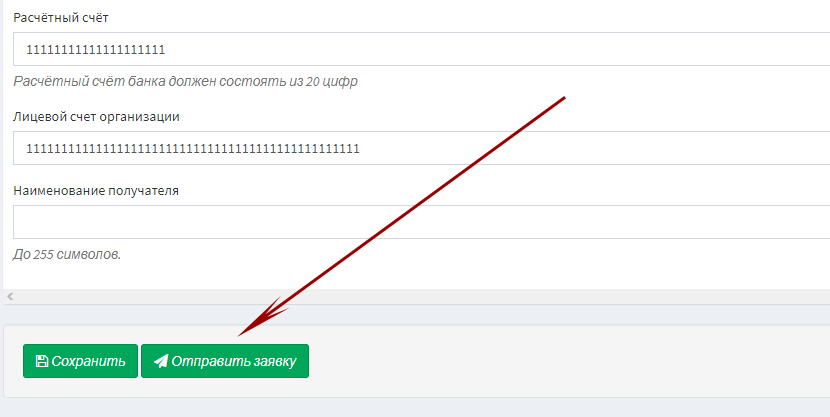 Расчётный счёт
11111111111111111111
Расчётный счёт банка должен состоять из 20 цифр
Лицевой счет организации
111111111111111111111111111111111111111111111111
Наименование получателя
До 255 символов.
Сохранить Отправить заявку